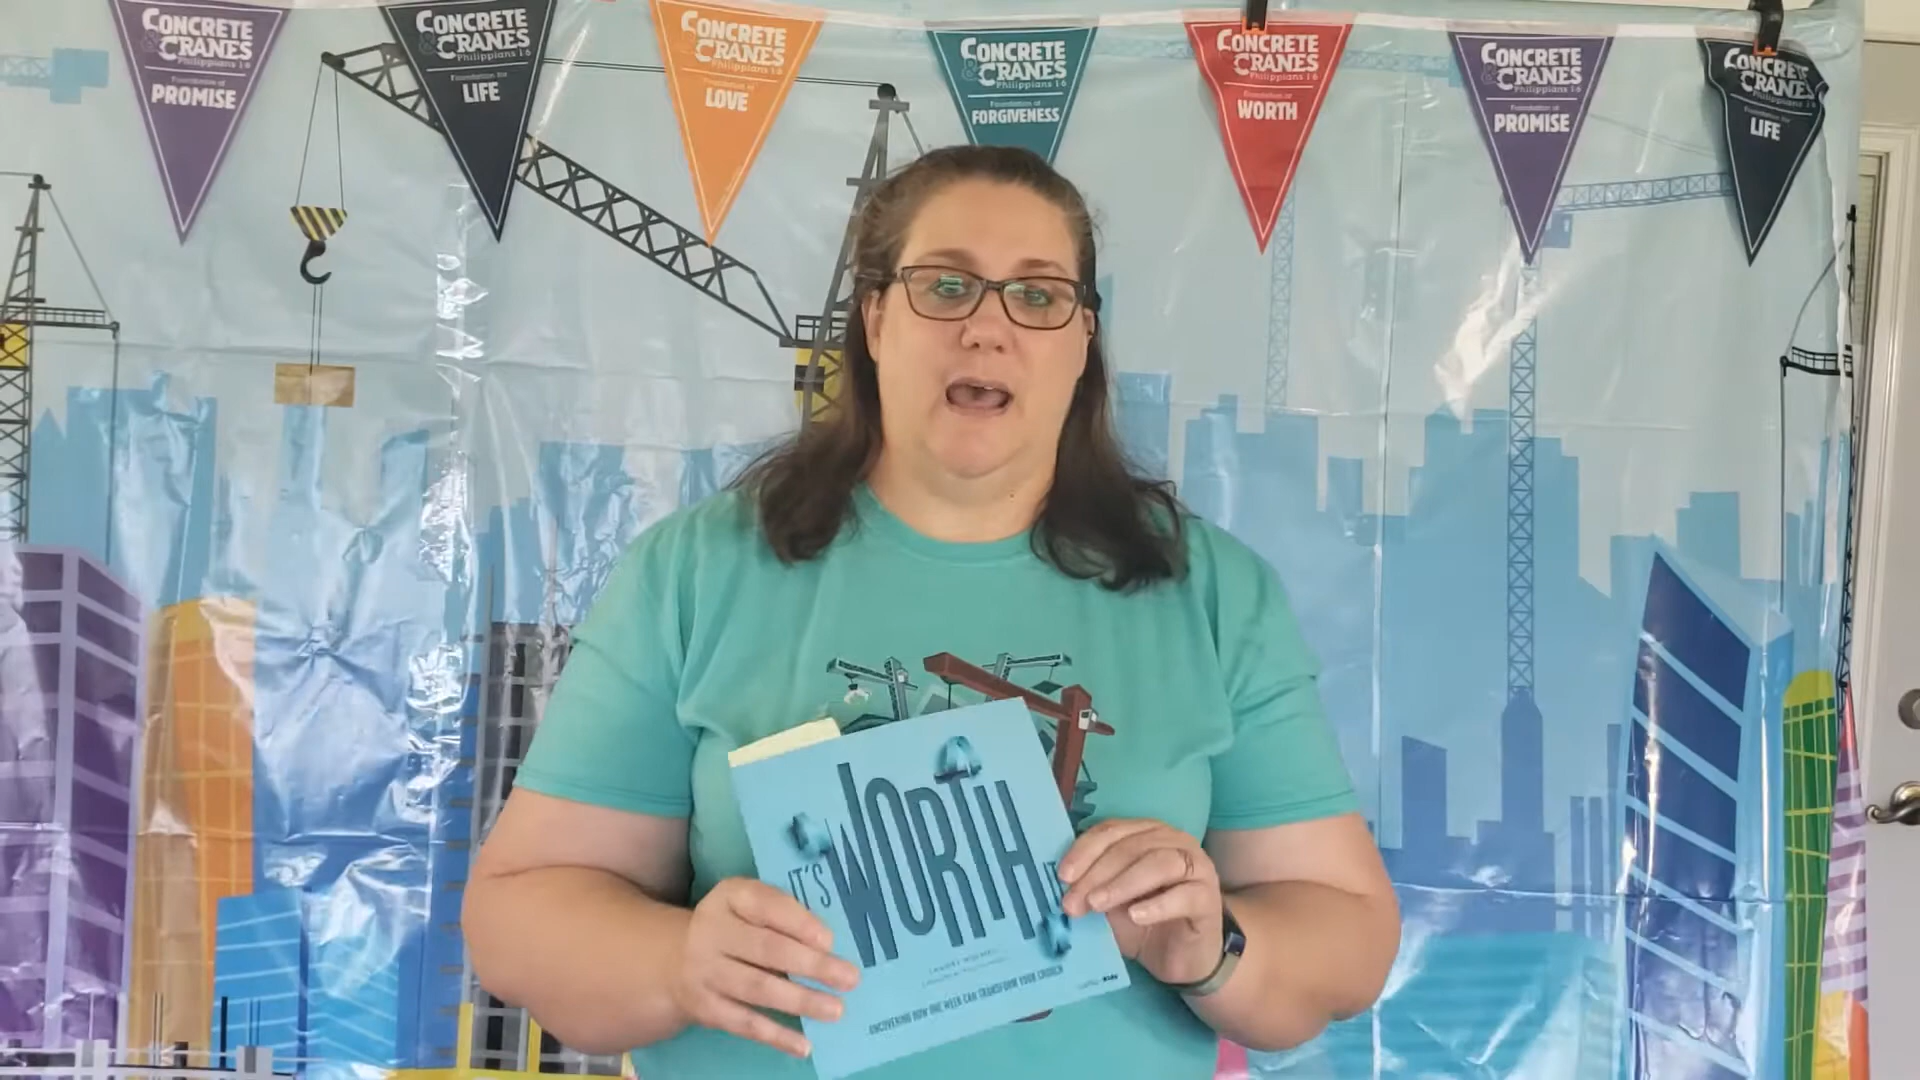 CONCRETE
& CRANES
Philippians 1:6
Foundation of
PROMISE
CONCRETE
& CRANES
Philippians 1:6
Foundation for
LIFE
CONCRETE
& CRANES
Philippians 1:6
Foundation of
LOVE
CONCRETE
& CRANES
Philippians 1:6
Foundation of
FORGIVENESS
CONCRETE
& CRANES
Philippians 1:6
Foundation of
WORTH
CONCRETE
& CRANES
Philippians 1:6
Foundation of
PROMISE
CONCRETE
& CRANES
Philippians 1:6
Foundation for
LIFE
IT'S WORTH IT
UNCOVERING HOW ONE WEEK CAN TRANSFORM YOUR CHURCH